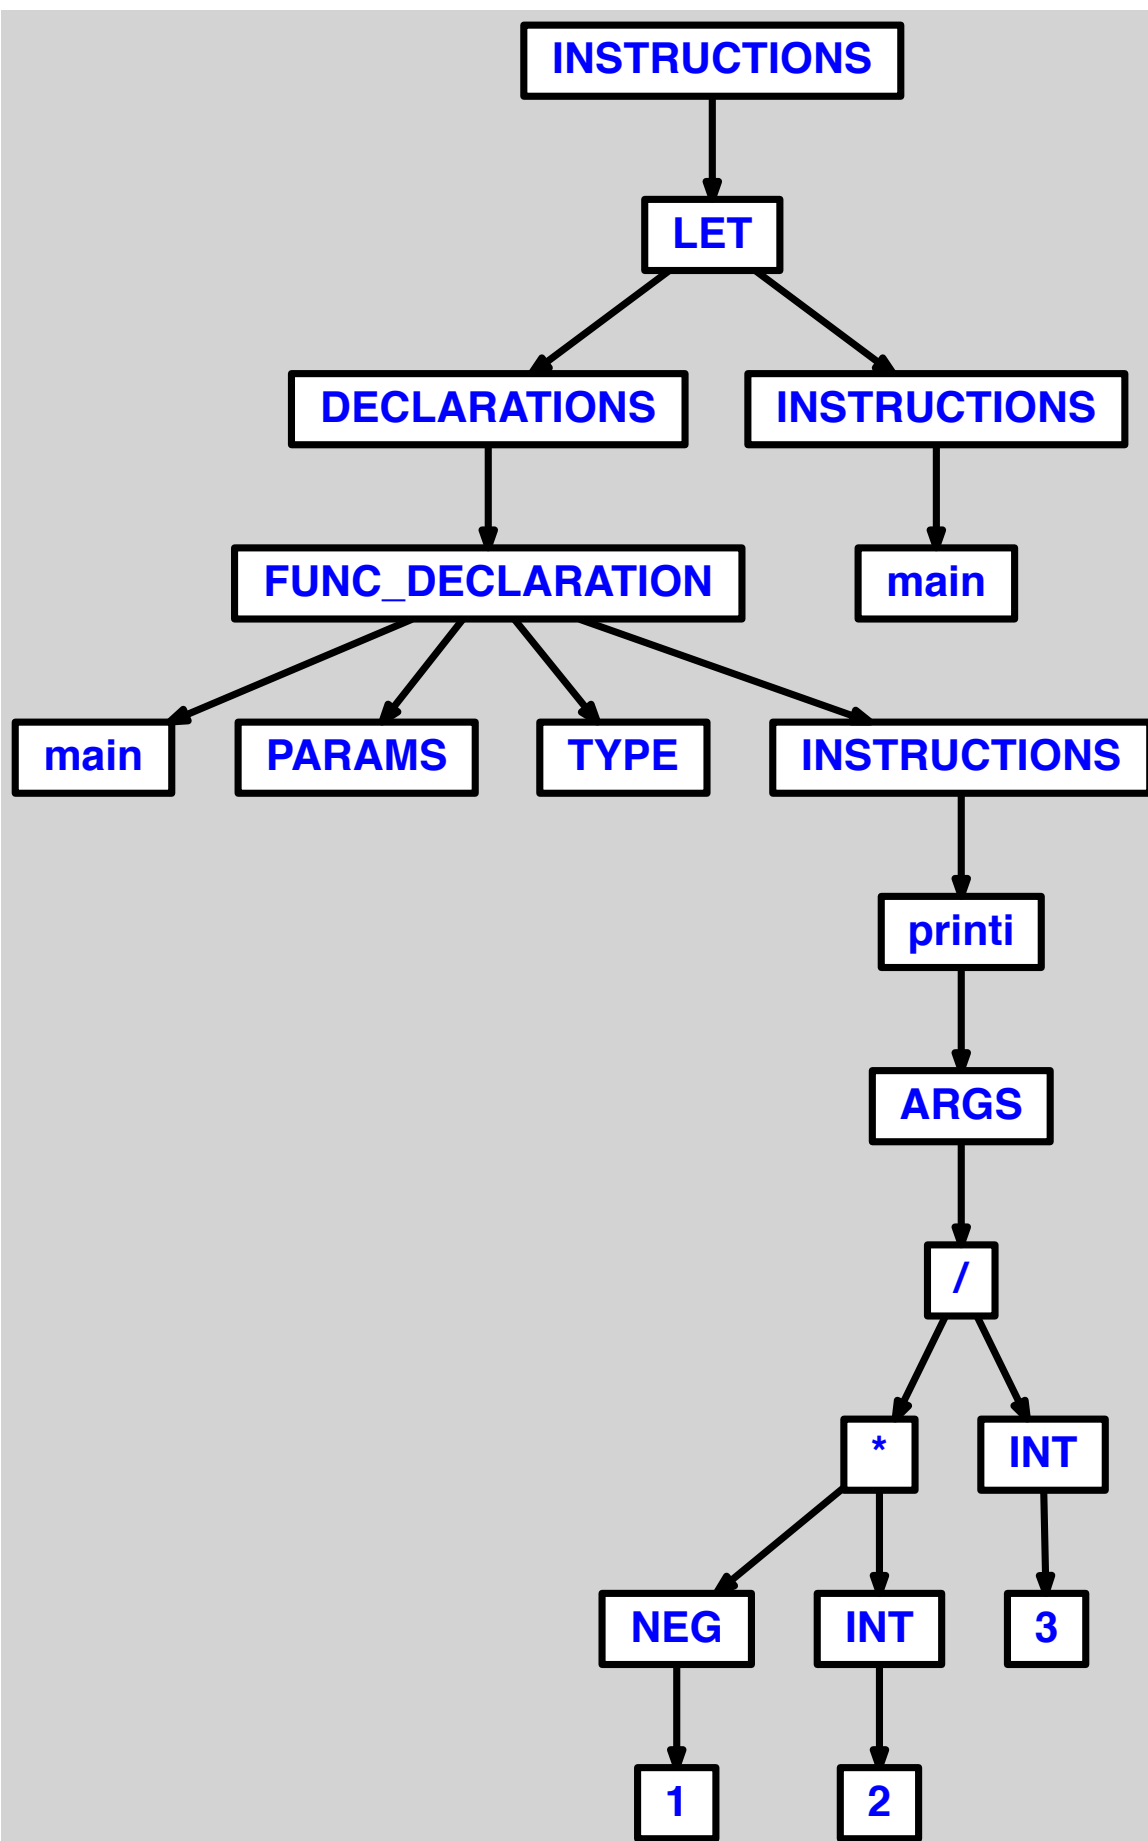 INSTRUCTIONS
LET
DECLARATIONS
INSTRUCTIONS
FUNC_DECLARATION
main
main
PARAMS
TYPE
INSTRUCTIONS
printi
ARGS
/
*
INT
NEG
INT
3
1
2